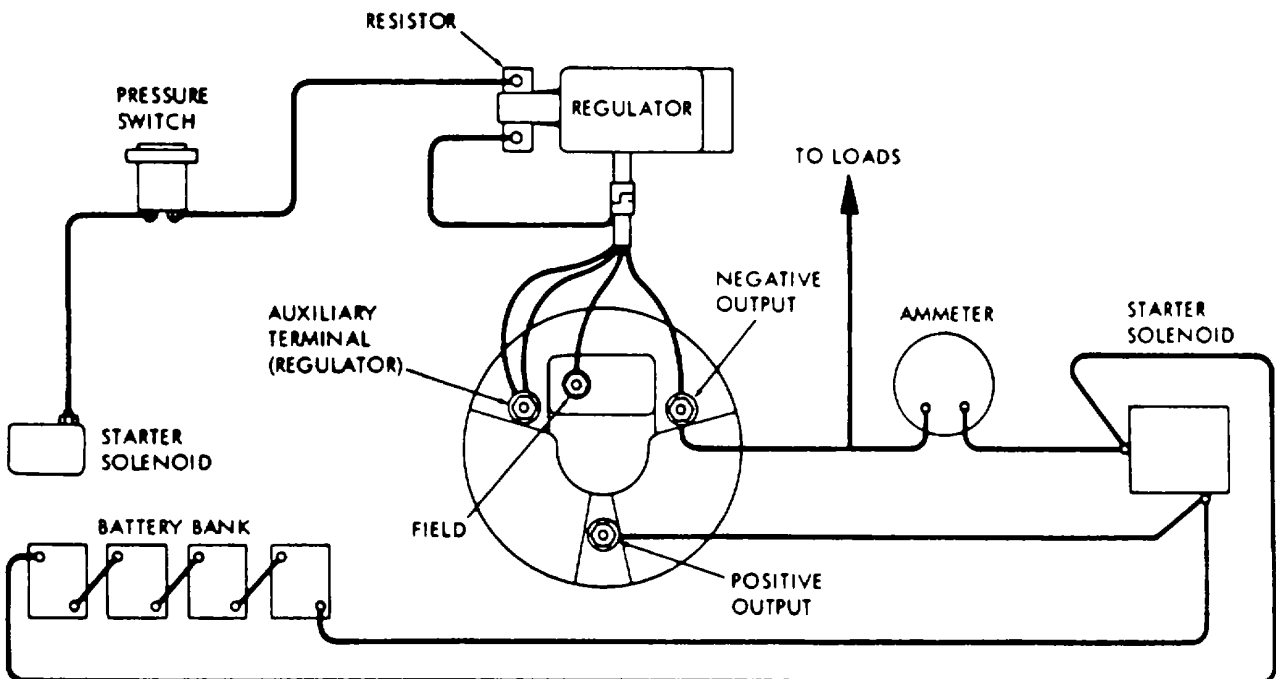 RESISTOR
PRESSURE
SWITCH
REGULATOR
TO LOADS
NEGATIVE
OUTPUT
AUXILIARY
TERMINAL
(REGULATOR)
AMMETER
STARTER
SOLENOID
STARTER
SOLENOID
FIELD
BATTERY BANK
POSITIVE
OUTPUT